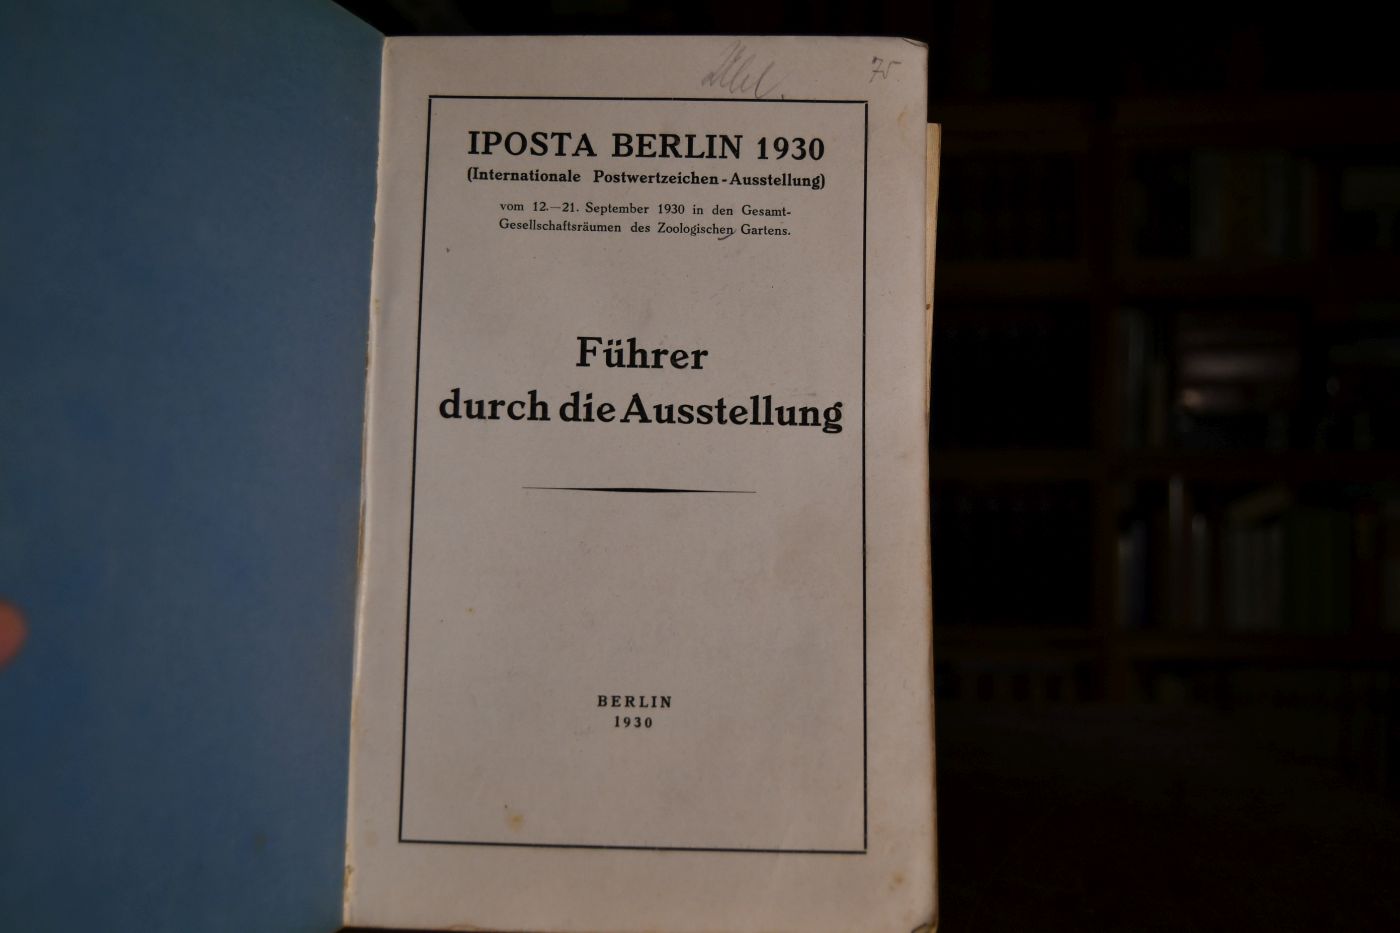 75.
IPOSTA BERLIN 1930
(Internationale Postwertzeichen-Ausstellung)
vom 12.—21. September 1930 in den Gesamt-
Gesellschaftsräumen des Zoologischen Gartens.
Führer
durch die Ausstellung
BERLIN
1930